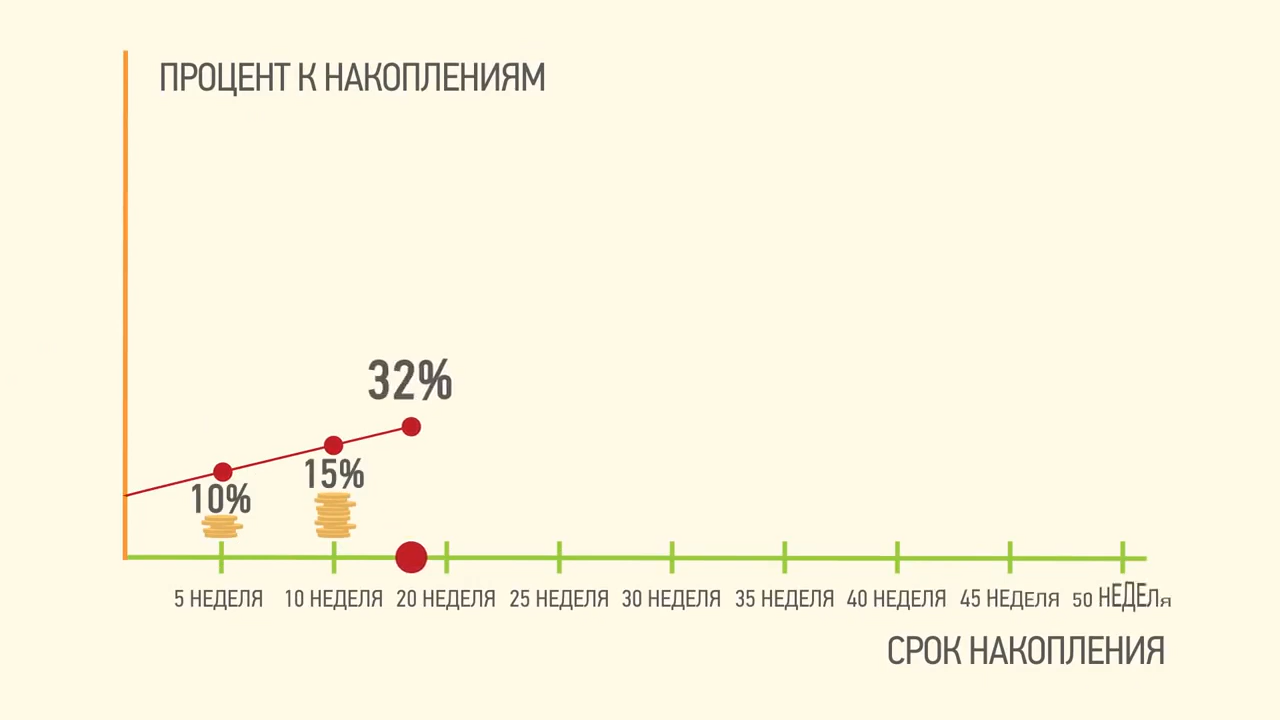 ПРОЦЕНТ К НАКОПЛЕНИЯМ
32%
15%
10%
5 НЕДЕЛЯ 10 НЕДЕЛЯ 20 НЕДЕЛЯ 25 НЕДЕЛЯ 30 НЕДЕЛЯ 35 НЕДЕЛЯ 40 НЕДЕЛЯ 45 НЕДЕЛЯ 50 НЕДЕЛЯ
СРОК НАКОПЛЕНИЯ